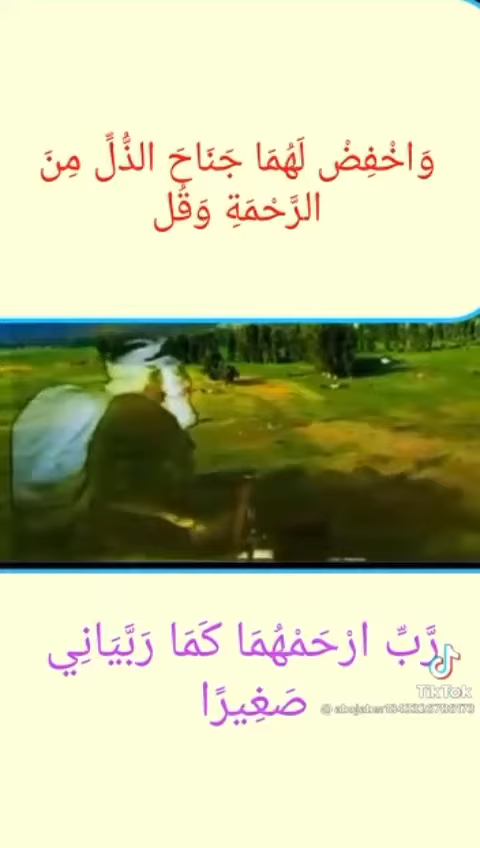 وَاخْفِضْ لَهُمَا جَنَاحَ الذُّلِّ مِنَ
الرَّحْمَةِ وَقُل
رَّبِّ ارْحَمْهُمَا كَمَا رَبَّيَانِي
صَغِيرًا
TikTok